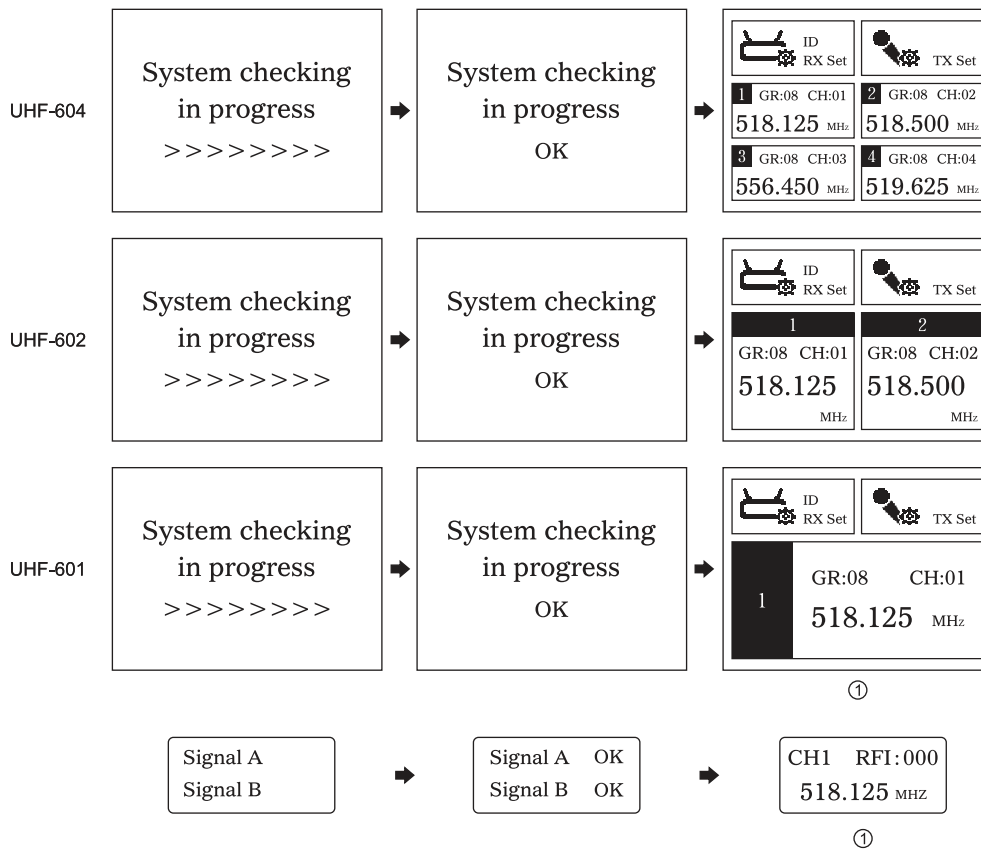 UHF-604
System checking
in progress
>>>>>>>>
System checking
in progress
OK
ID
RX Set
TX Set
1 GR:08 CH:01
518.125 MHz
2 GR:08 CH:02
518.500 MHz
3 GR:08 CH:03
556.450 MHz
4 GR:08 CH:04
519.625 MHz
UHF-602
System checking
in progress
>>>>>>>>
System checking
in progress
OK
ID
RX Set
TX Set
1
GR:08 CH:01
518.125
MHz
2
GR:08 CH:02
518.500
MHz
UHF-601
System checking
in progress
>>>>>>>>
System checking
in progress
OK
ID
RX Set
TX Set
1
GR:08 CH:01
518.125 MHz
①
Signal A
Signal B
Signal A OK
Signal B OK
CH1 RFI:000
518.125 MHZ
①